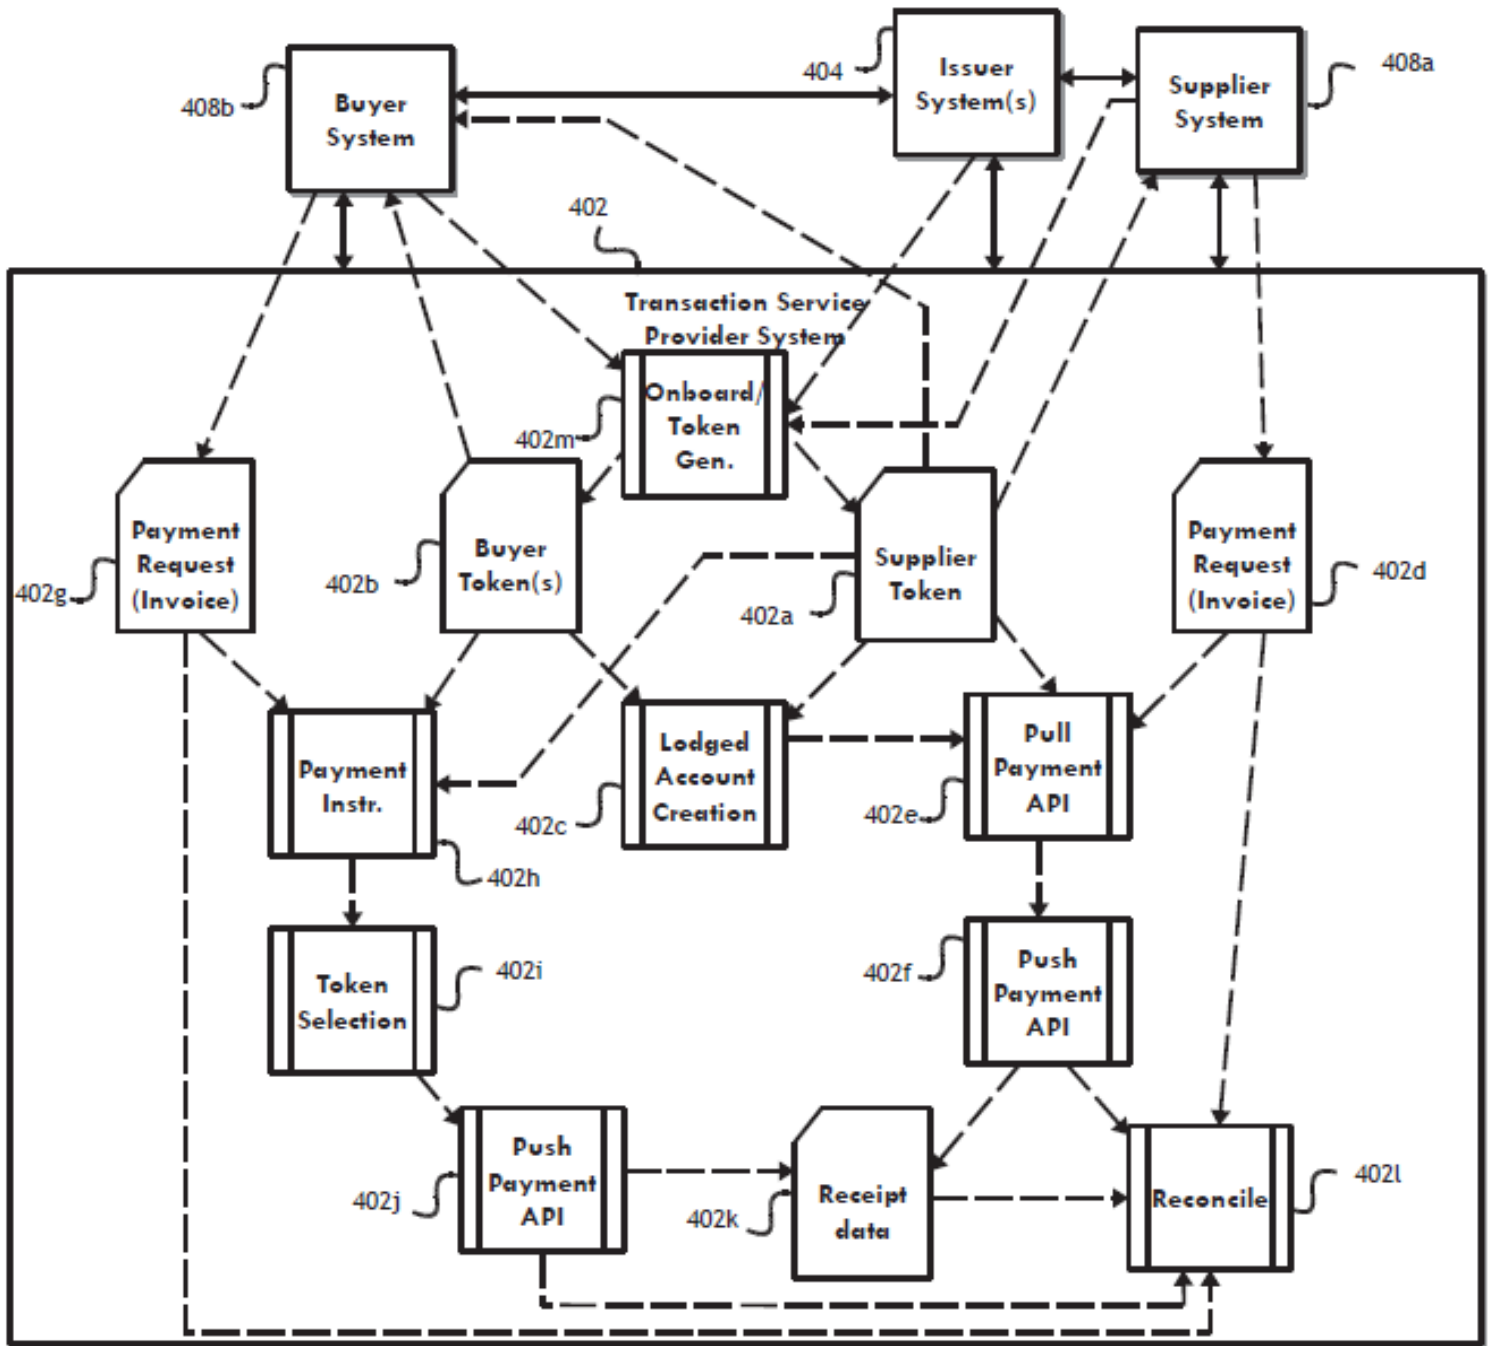 404
Issuer
System(s)
408a
Supplier
System
408b
Buyer
System
402
Transaction Service
Provider System
Onboard/
Token
Gen.
402m
Payment
Request
(Invoice)
402g
Buyer
Token(s)
402b
Supplier
Token
402a
Payment
Request
(Invoice)
402d
Payment
Instr.
402h
Lodged
Account
Creation
402c
Pull
Payment
API
402e
Token
Selection
402i
Push
Payment
API
402f
Push
Payment
API
402j
Receipt
data
402k
Reconcile
402l